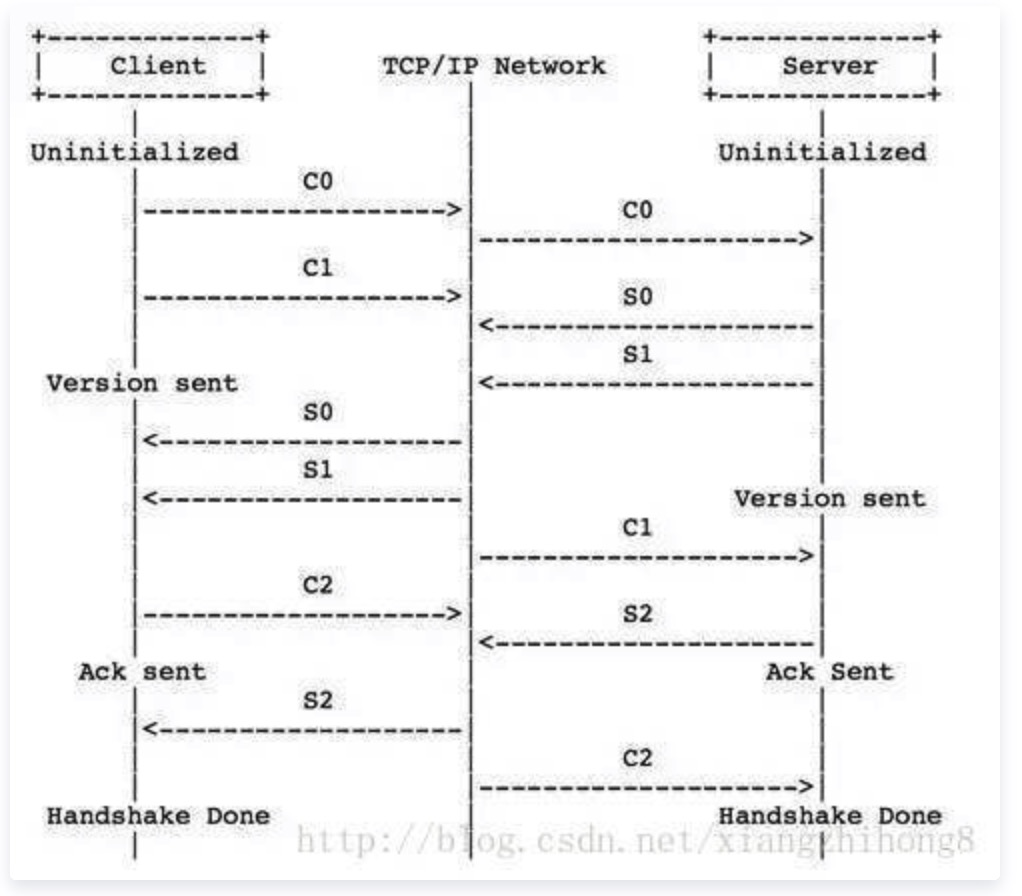 Client TCP/IP Network Server
Uninitialized Uninitialized
C0
C0
C1
S0
S1
Version sent
S0
S1
Version sent
C1
C2
S2
Ack sent Ack Sent
S2
C2
Handshake Done Handshake Done
http://blog.csdn.net/xiangzhihong8